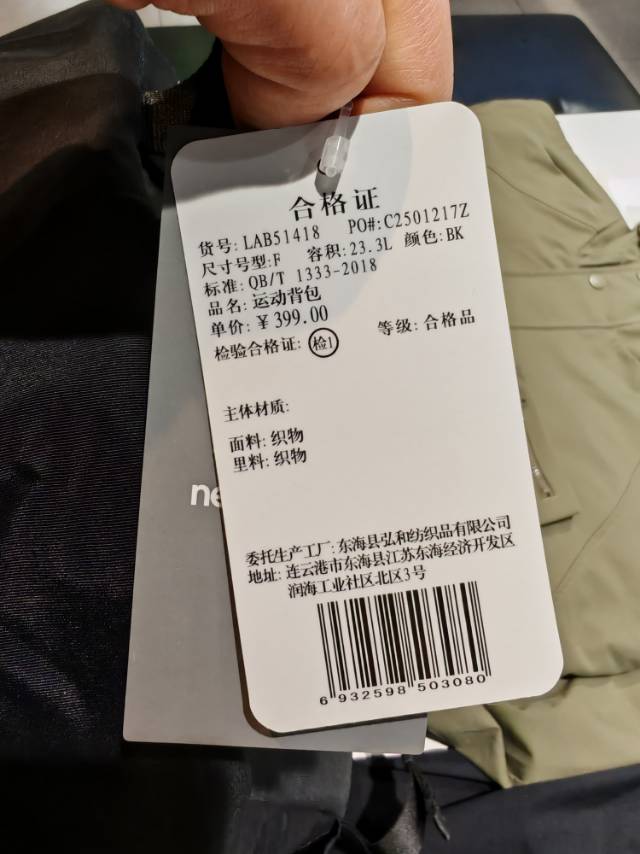 合格证
货号: LAB51418 PO#: C2501217Z
尺寸号型: F 容积: 23.3L 颜色: BK
标准: QB/T 1333-2018
品名: 运动背包
单价: ¥399.00
检验合格证: 检1 等级: 合格品
主体材质:
面料: 织物
里料: 织物
ne
委托生产工厂: 东海县弘和纺织品有限公司
地址: 连云港市东海县江苏东海经济开发区
润海工业社区北区3号
6 932598 503080